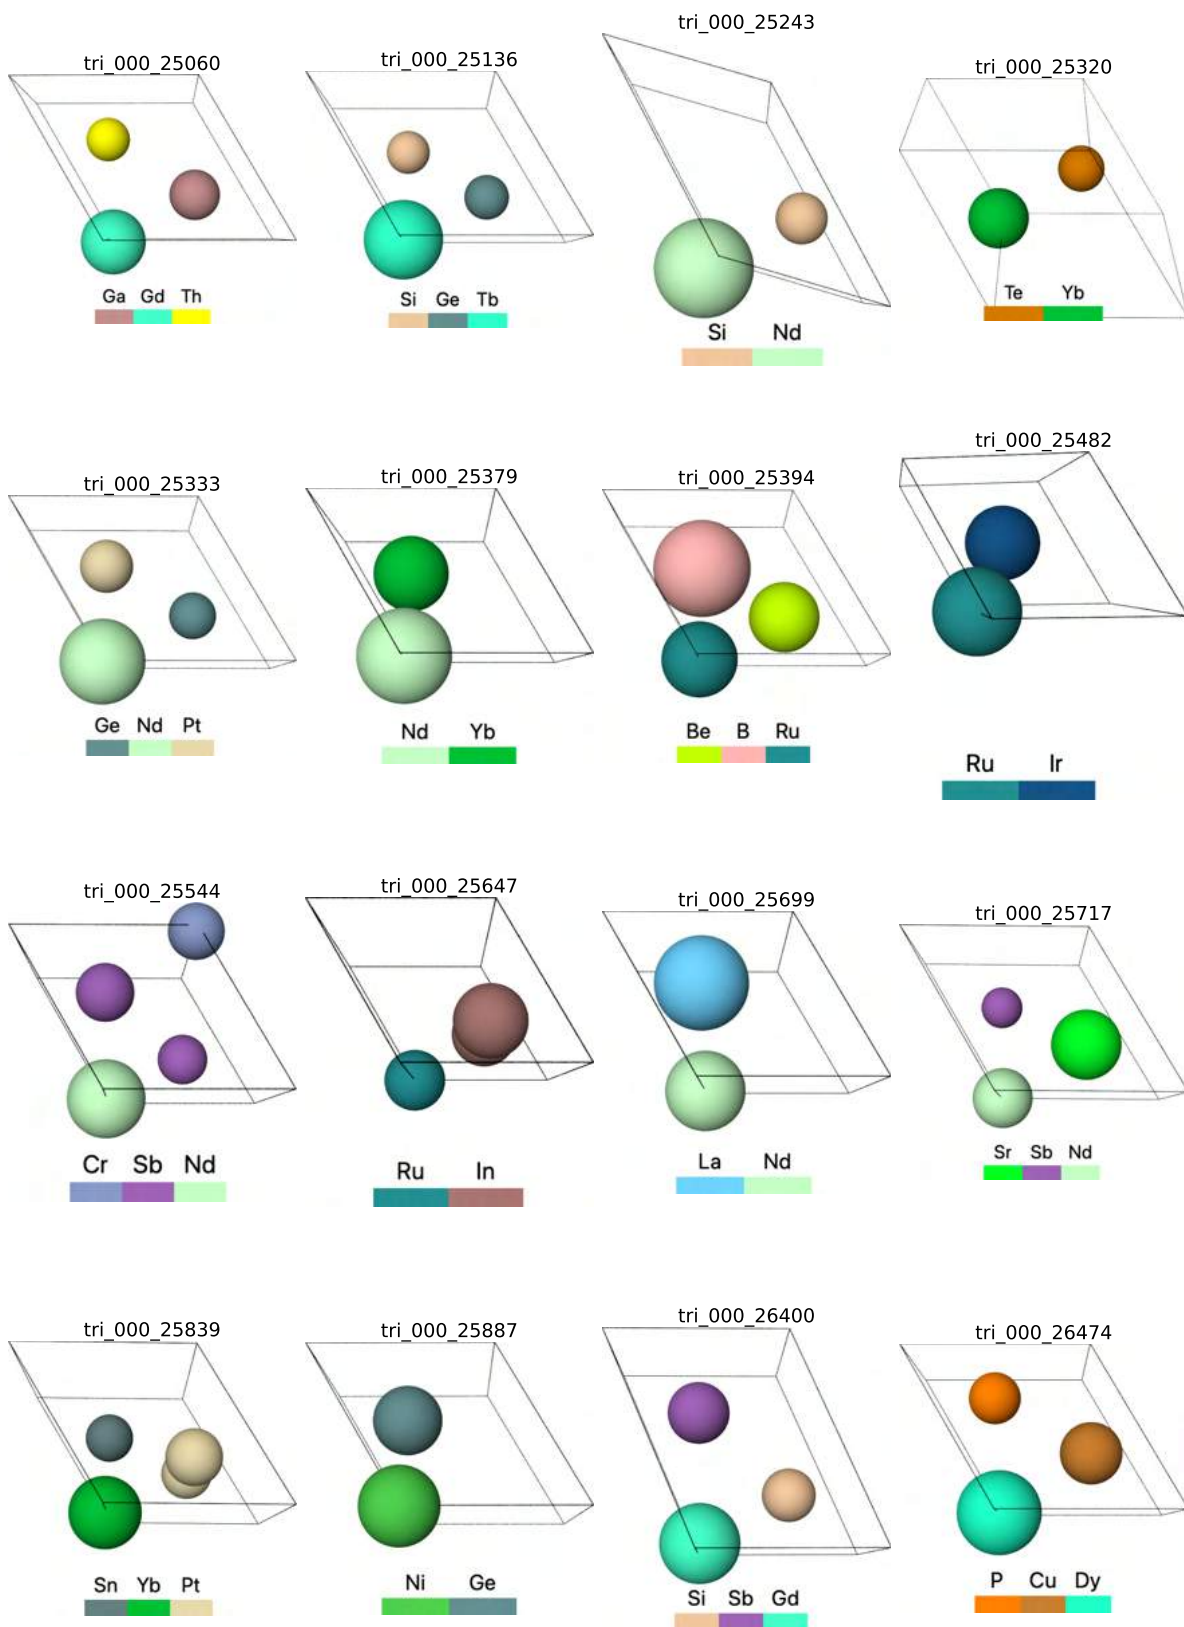 tri_000_25060
tri_000_25136
tri_000_25243
tri_000_25320
Ga Gd Th
Si Ge Tb
Si Nd
Te Yb
tri_000_25333
tri_000_25379
tri_000_25394
tri_000_25482
Ge Nd Pt
Nd Yb
Be B Ru
Ru Ir
tri_000_25544
tri_000_25647
tri_000_25699
tri_000_25717
Cr Sb Nd
Ru In
La Nd
Sr Sb Nd
tri_000_25839
tri_000_25887
tri_000_26400
tri_000_26474
Sn Yb Pt
Ni Ge
Si Sb Gd
P Cu Dy